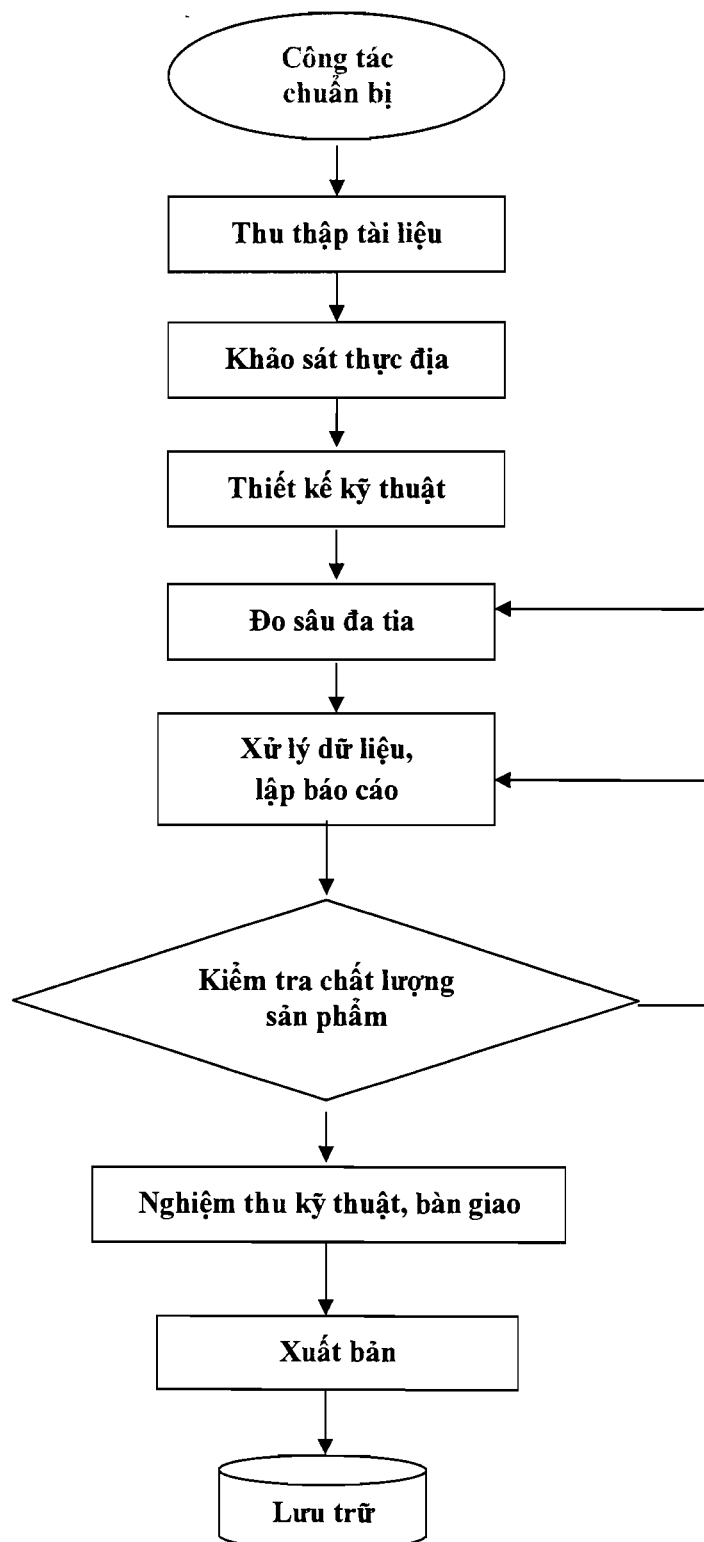 Công tác
chuẩn bị
Thu thập tài liệu
Khảo sát thực địa
Thiết kế kỹ thuật
Đo sâu đa tia
Xử lý dữ liệu,
lập báo cáo
Kiểm tra chất lượng
sản phẩm
Nghiệm thu kỹ thuật, bàn giao
Xuất bản
Lưu trữ